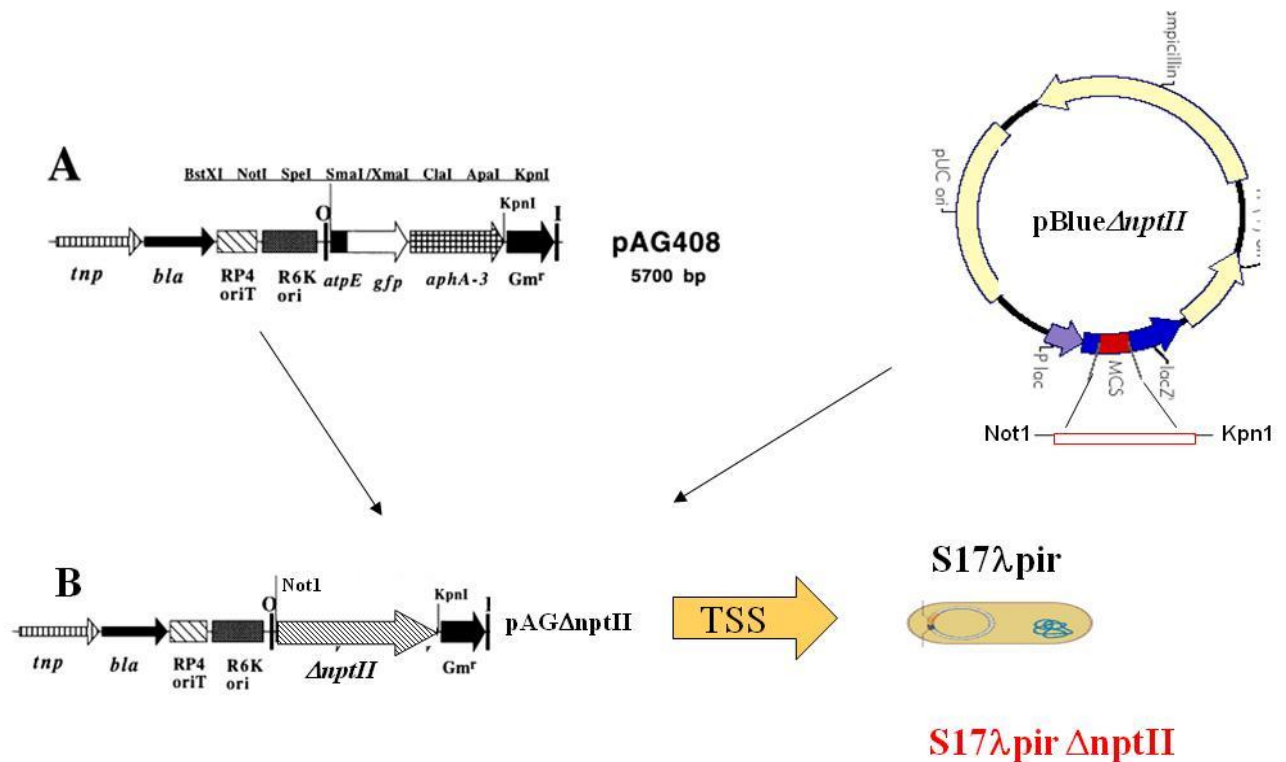 A
BstXI NotI SpeI SmaI/XmaI ClaI ApaI KpnI
O
KpnI
I
tnp
bla
RP4
oriT
R6K
ori
atpE
gfp
aphA-3
Gmr
pAG408
5700 bp
mpicillin
pUC ori
pBlueΔnptII
P lac
MCS
lacZ'
Not1
Kpn1
B
O
Not1
KpnI
I
tnp
bla
RP4
oriT
R6K
ori
ΔnptII
Gmr
pAGΔnptII
TSS
S17λpir
S17λpir ΔnptII